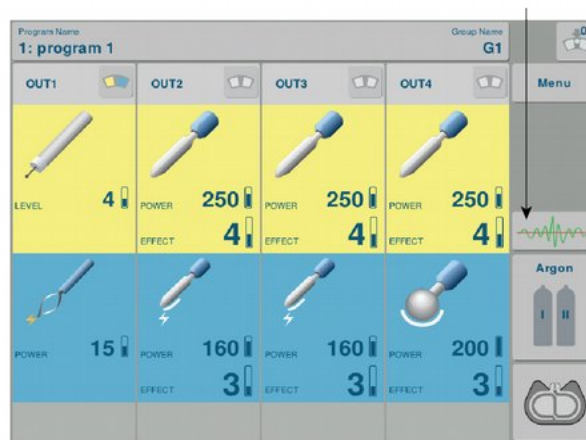 Program Name
1: program 1
Group Name
G1
0
OUT1
OUT2
OUT3
OUT4
Menu
LEVEL 4
POWER 250
EFFECT 4
POWER 250
EFFECT 4
POWER 250
EFFECT 4
POWER 15
POWER 160
EFFECT 3
POWER 160
EFFECT 3
POWER 200
EFFECT 3
Argon
I II